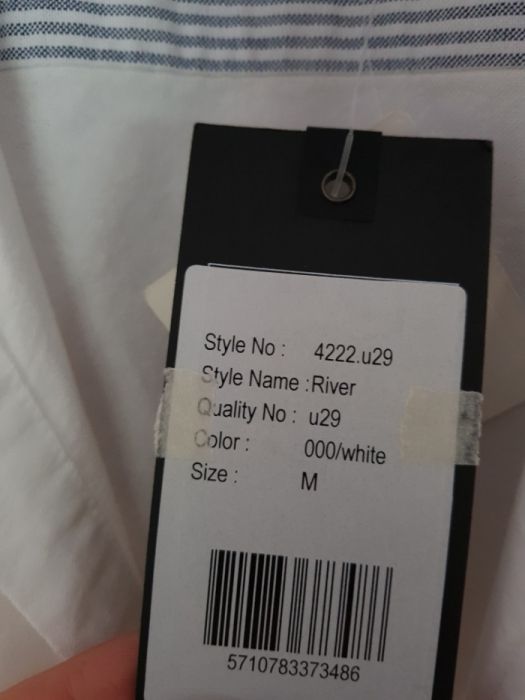 Style No : 4222.u29
Style Name :River
Quality No : u29
Color : 000/white
Size : M
5710783373486